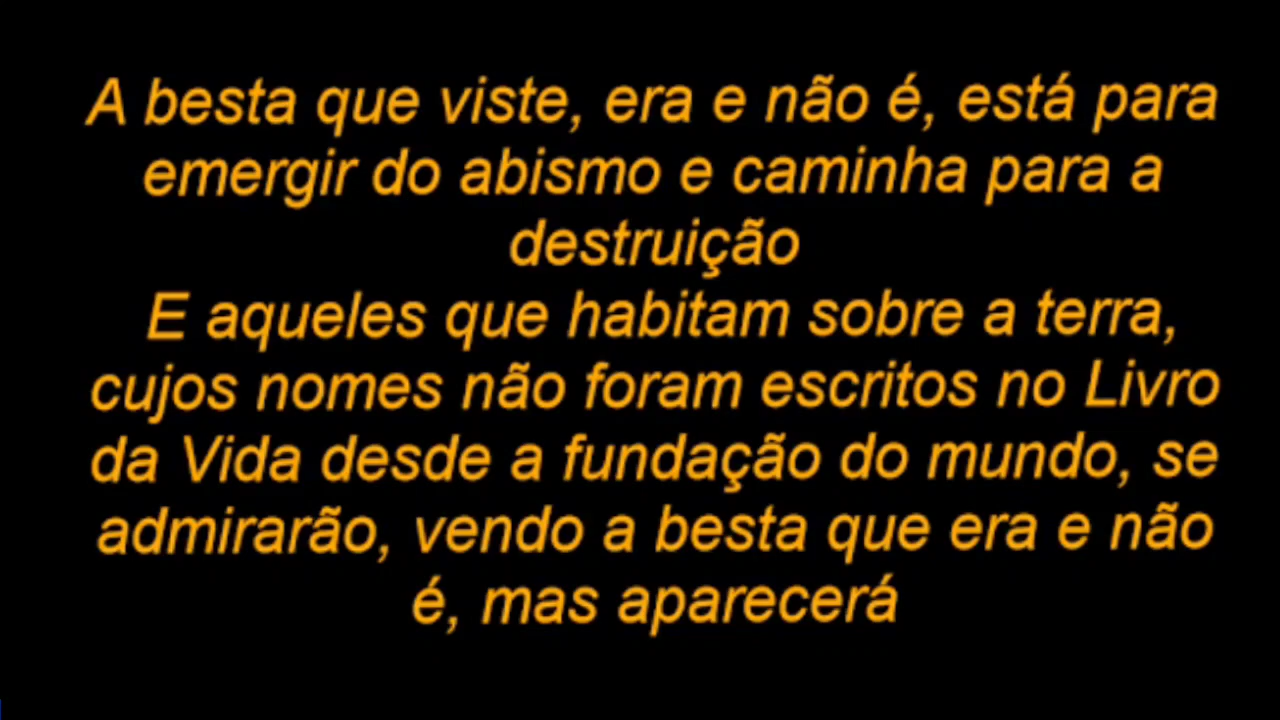 A besta que viste, era e não é, está para
emergir do abismo e caminha para a
destruição
E aqueles que habitam sobre a terra,
cujos nomes não foram escritos no Livro
da Vida desde a fundação do mundo, se
admirarão, vendo a besta que era e não
é, mas aparecerá